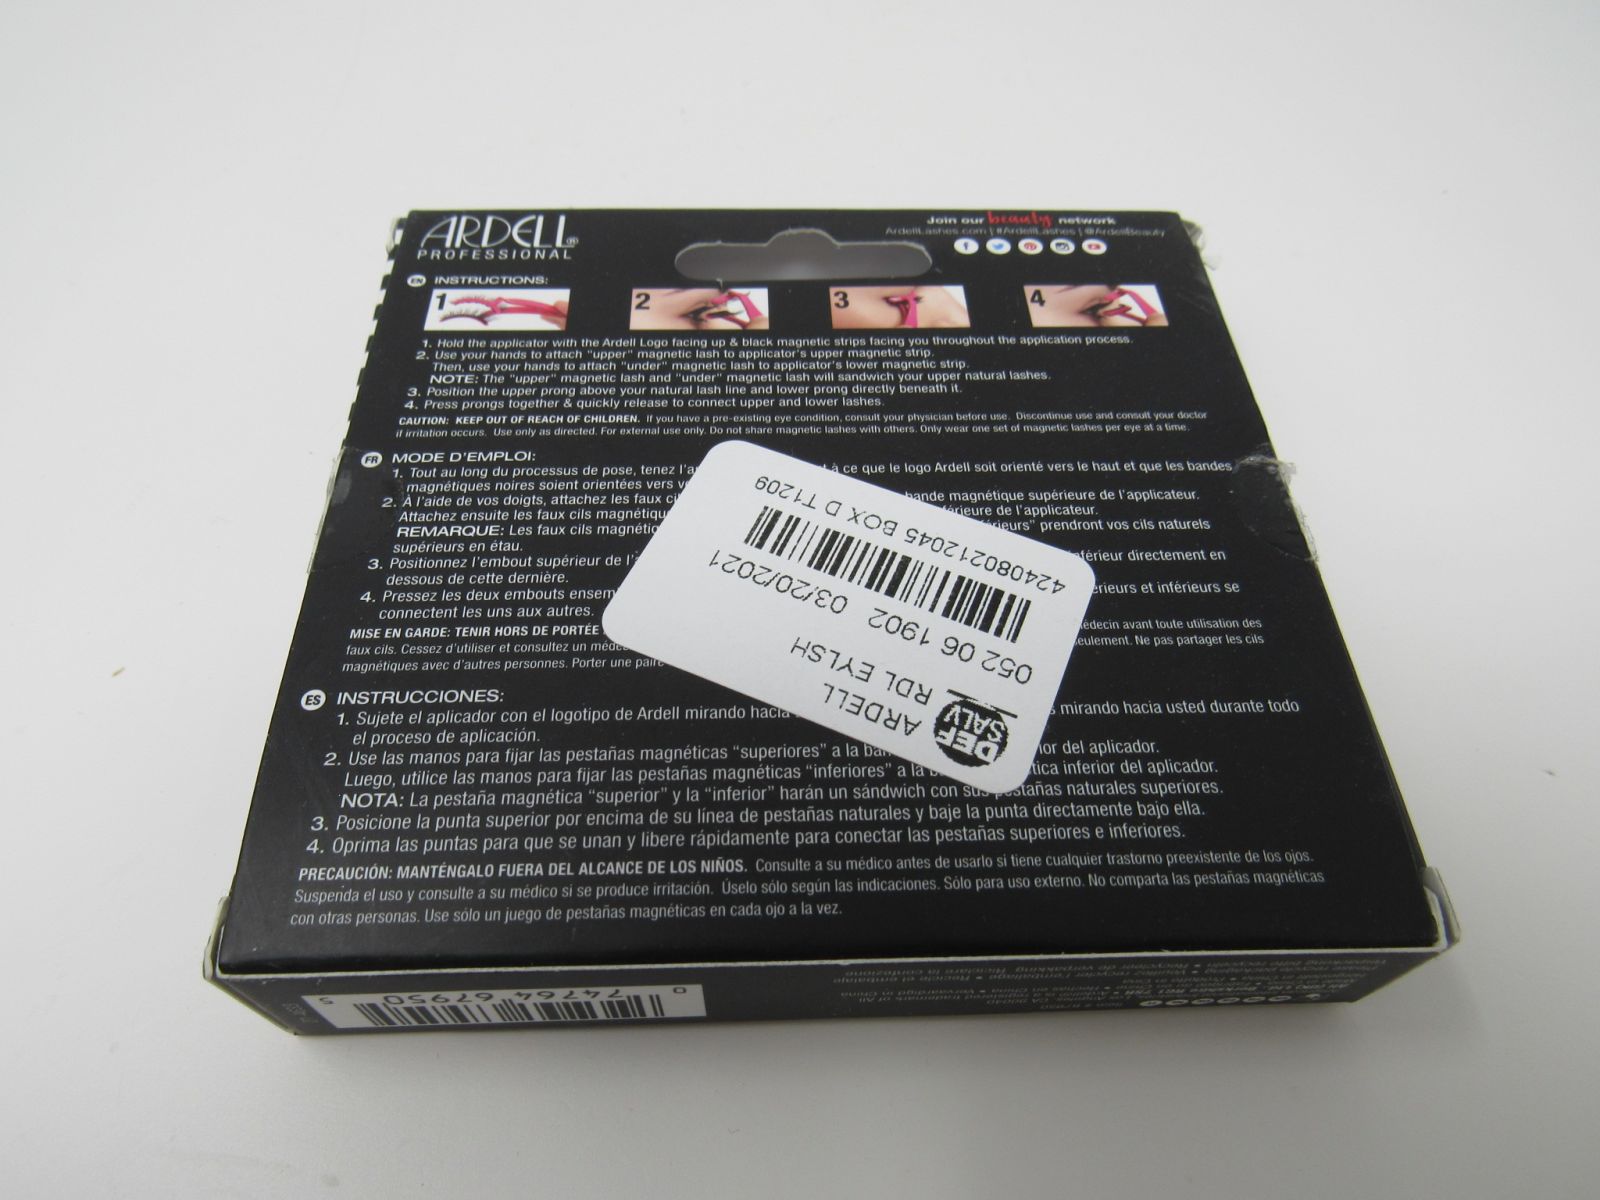 ARDELL®
PROFESSIONAL
Join our beauty network
ArdellLashes.com | #ArdellLashes | @ArdellBeauty
EN INSTRUCTIONS:
1 2 3 4
1. Hold the applicator with the Ardell Logo facing up & black magnetic strips facing you throughout the application process.
2. Use your hands to attach "upper" magnetic lash to applicator's upper magnetic strip.
Then, use your hands to attach "under" magnetic lash to applicator's lower magnetic strip.
NOTE: The "upper" magnetic lash and "under" magnetic lash will sandwich your upper natural lashes.
3. Position the upper prong above your natural lash line and lower prong directly beneath it.
4. Press prongs together & quickly release to connect upper and lower lashes.
CAUTION: KEEP OUT OF REACH OF CHILDREN. If you have a pre-existing eye condition, consult your physician before use. Discontinue use and consult your doctor
if irritation occurs. Use only as directed. For external use only. Do not share magnetic lashes with others. Only wear one set of magnetic lashes per eye at a time.
FR MODE D'EMPLOI:
1. Tout au long du processus de pose, tenez à ce que le logo Ardell soit orienté vers le haut et que les bandes
magnétiques noires soient orientées vers
2. À l'aide de vos doigts, attachez les faux magnétique supérieure de l'applicateur.
Attachez ensuite les faux cils de l'applicateur.
REMARQUE: Les faux cils prendront vos cils naturels
supérieurs en étau.
3. Positionnez l'embout supérieur de directement en
dessous de cette dernière.
4. Pressez les deux embouts et inférieurs se
connectent les uns aux autres.
MISE EN GARDE: TENIR HORS DE PORTÉE avant toute utilisation des
faux cils. Cessez d'utiliser et consultez un Ne pas partager les cils
magnétiques avec d'autres personnes. Porter une
ES INSTRUCCIONES:
1. Sujete el aplicador con el logotipo de Ardell mirando mirando hacia usted durante todo
el proceso de aplicación.
2. Use las manos para fijar las pestañas magnéticas “superiores” a la del aplicador.
Luego, utilice las manos para fijar las pestañas magnéticas “inferiores” a la inferior del aplicador.
NOTA: La pestaña magnética “superior” y la “inferior” harán un sándwich con sus pestañas naturales superiores.
3. Posicione la punta superior por encima de su línea de pestañas naturales y baje la punta directamente bajo ella.
4. Oprima las puntas para que se unan y libere rápidamente para conectar las pestañas superiores e inferiores.
PRECAUCIÓN: MANTÉNGALO FUERA DEL ALCANCE DE LOS NIÑOS. Consulte a su médico antes de usarlo si tiene cualquier trastorno preexistente de los ojos.
Suspenda el uso y consulte a su médico si se produce irritación. Úselo sólo según las indicaciones. Sólo para uso externo. No comparta las pestañas magnéticas
con otras personas. Use sólo un juego de pestañas magnéticas en cada ojo a la vez.
DEF
SALV
ARDELL
RDL EYLSH
052 06 1902 03/20/2021
424080212045 BOX D T1209
0 74764 67950 5